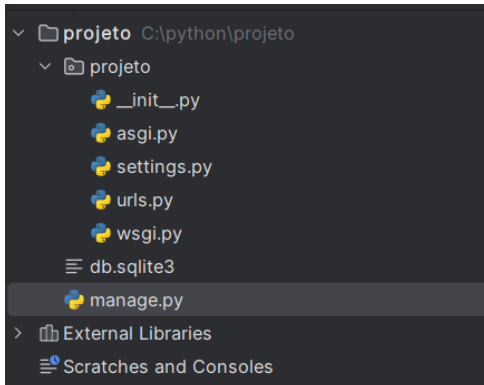 projeto C:\python\projeto
projeto
__init__.py
asgi.py
settings.py
urls.py
wsgi.py
db.sqlite3
manage.py
External Libraries
Scratches and Consoles